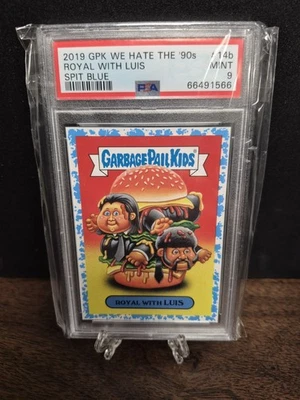 2019 GPK WE HATE THE '90s #14b
ROYAL WITH LUIS MINT
SPIT BLUE 9
PSA 66491566
GARBAGE PAIL KIDS
ROYAL WITH LUIS